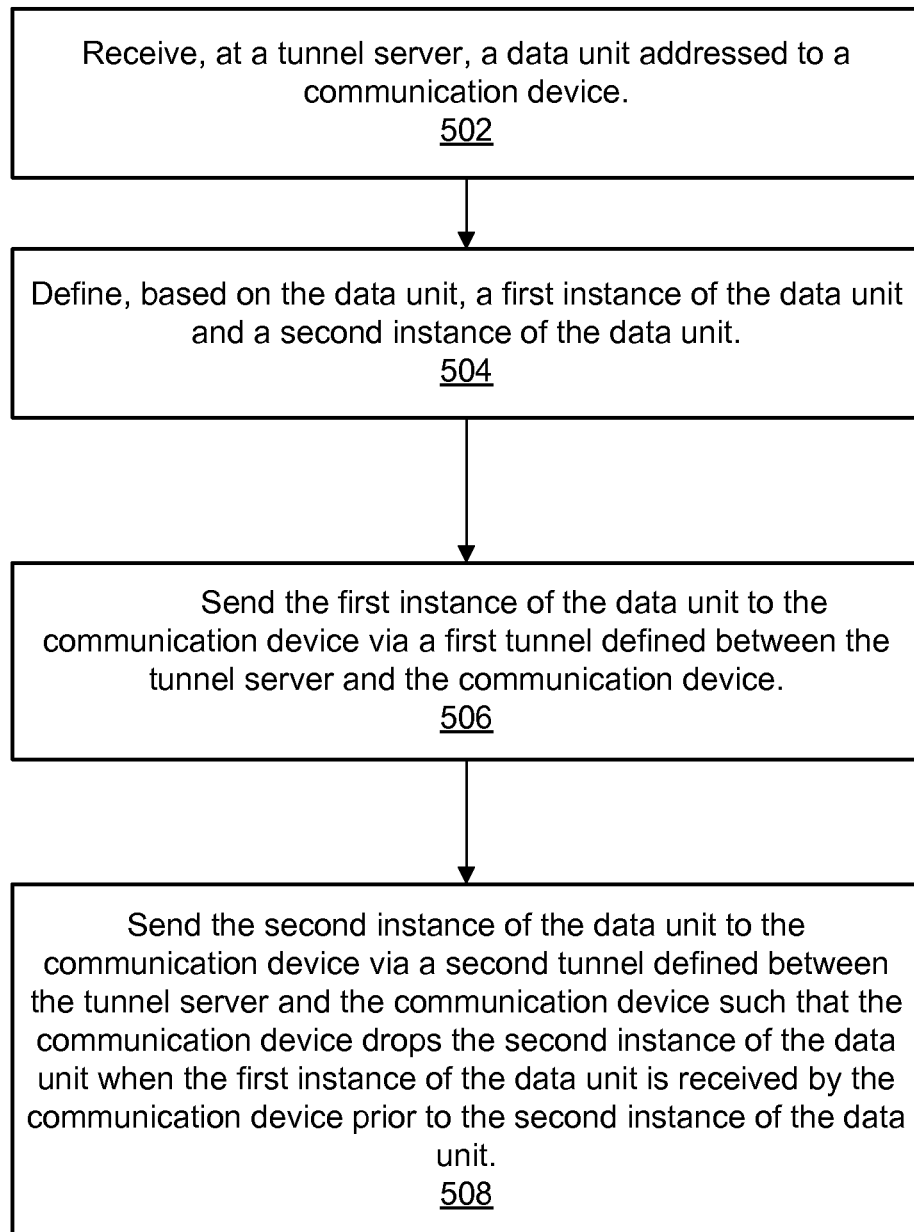 Receive, at a tunnel server, a data unit addressed to a
communication device.
502
Define, based on the data unit, a first instance of the data unit
and a second instance of the data unit.
504
Send the first instance of the data unit to the
communication device via a first tunnel defined between the
tunnel server and the communication device.
506
Send the second instance of the data unit to the
communication device via a second tunnel defined between
the tunnel server and the communication device such that the
communication device drops the second instance of the data
unit when the first instance of the data unit is received by the
communication device prior to the second instance of the data
unit.
508